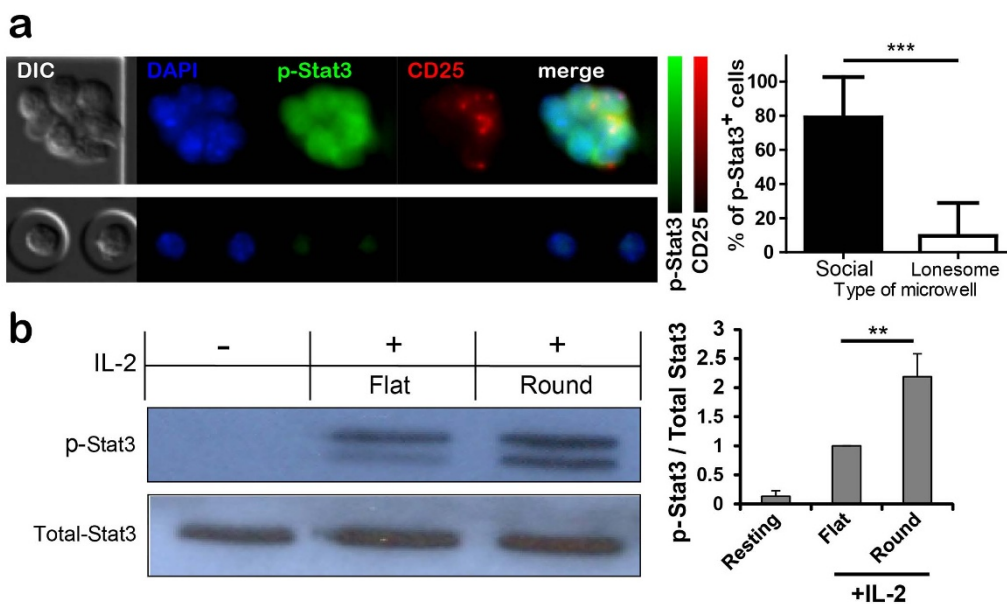 a
DIC DAPI p-Stat3 CD25 merge
p-Stat3
CD25
***
% of p-Stat3+ cells
100
80
60
40
20
0
Social Lonesome
Type of microwell
b
IL-2 - + +
Flat Round
p-Stat3
Total-Stat3
**
p-Stat3 / Total Stat3
3
2.5
2
1.5
1
0.5
0
Resting Flat Round
+IL-2